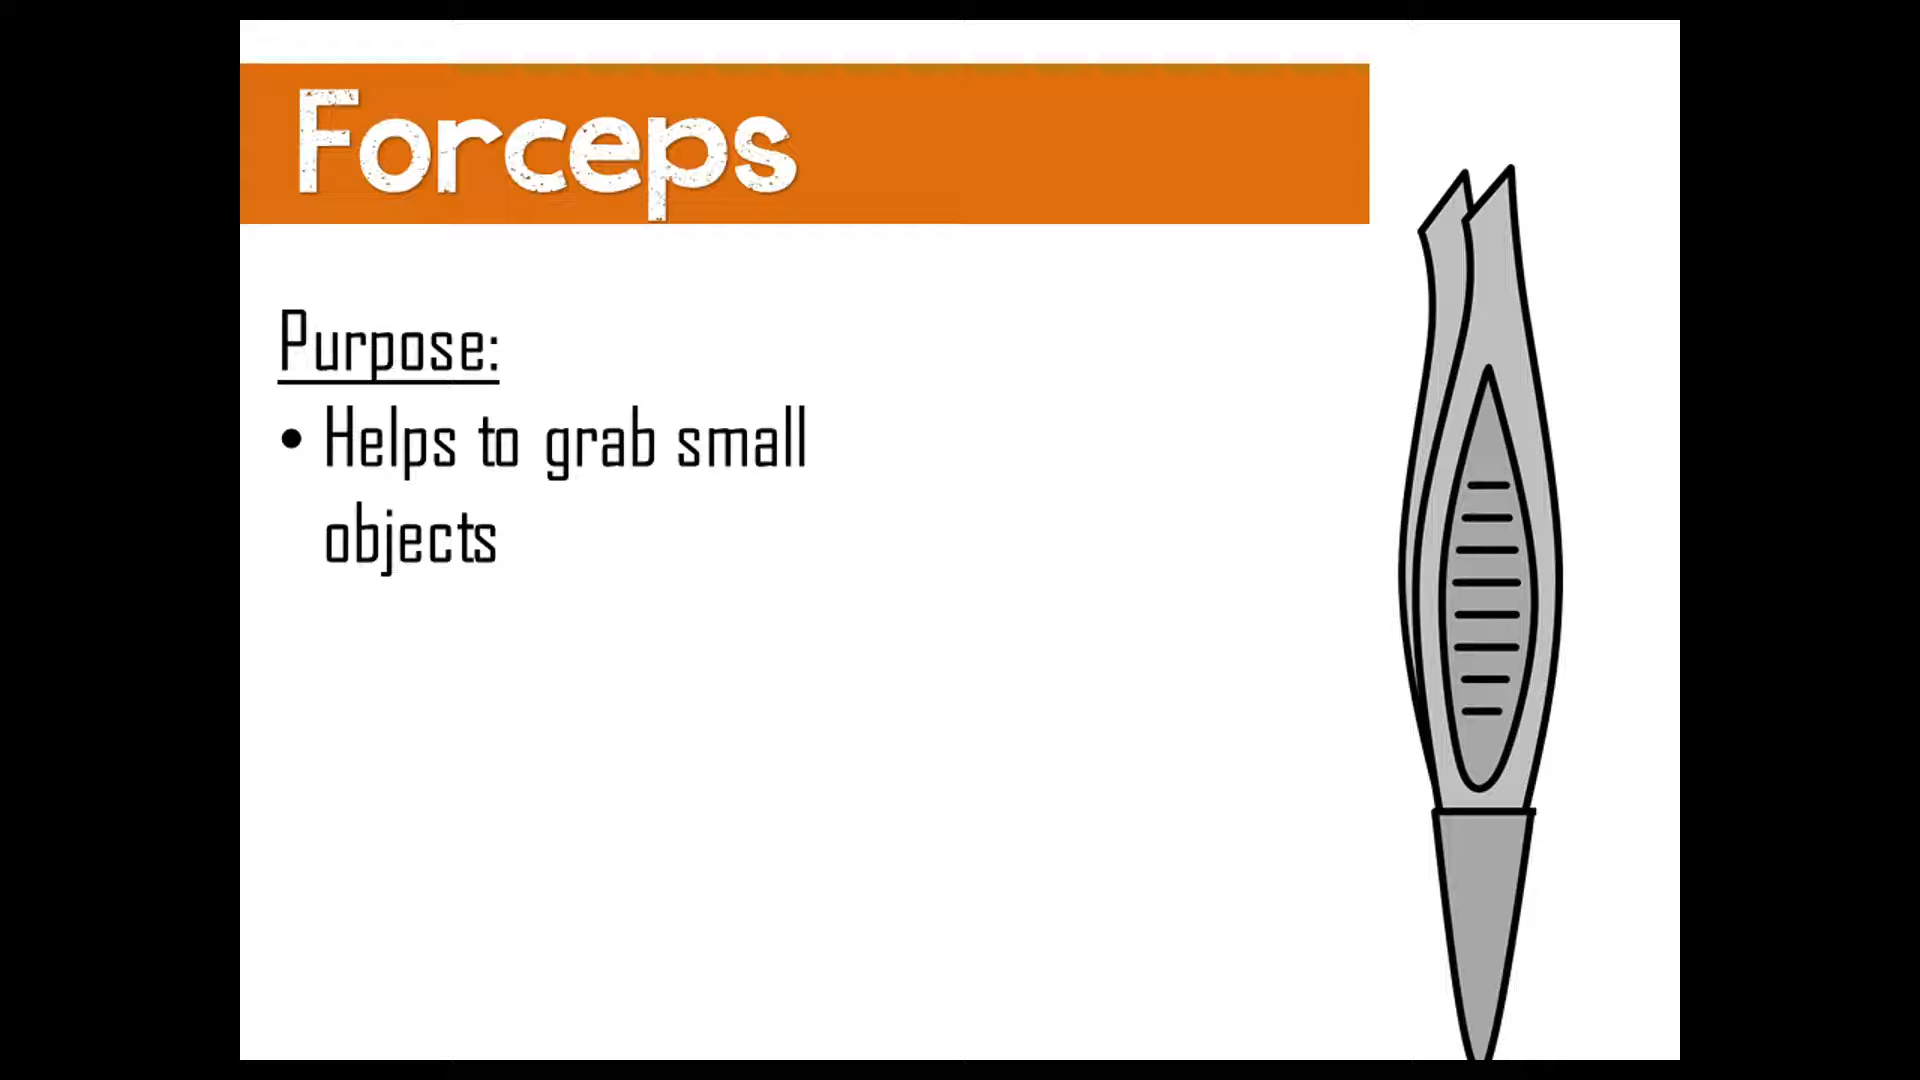 Forceps
Purpose:
• Helps to grab small
objects